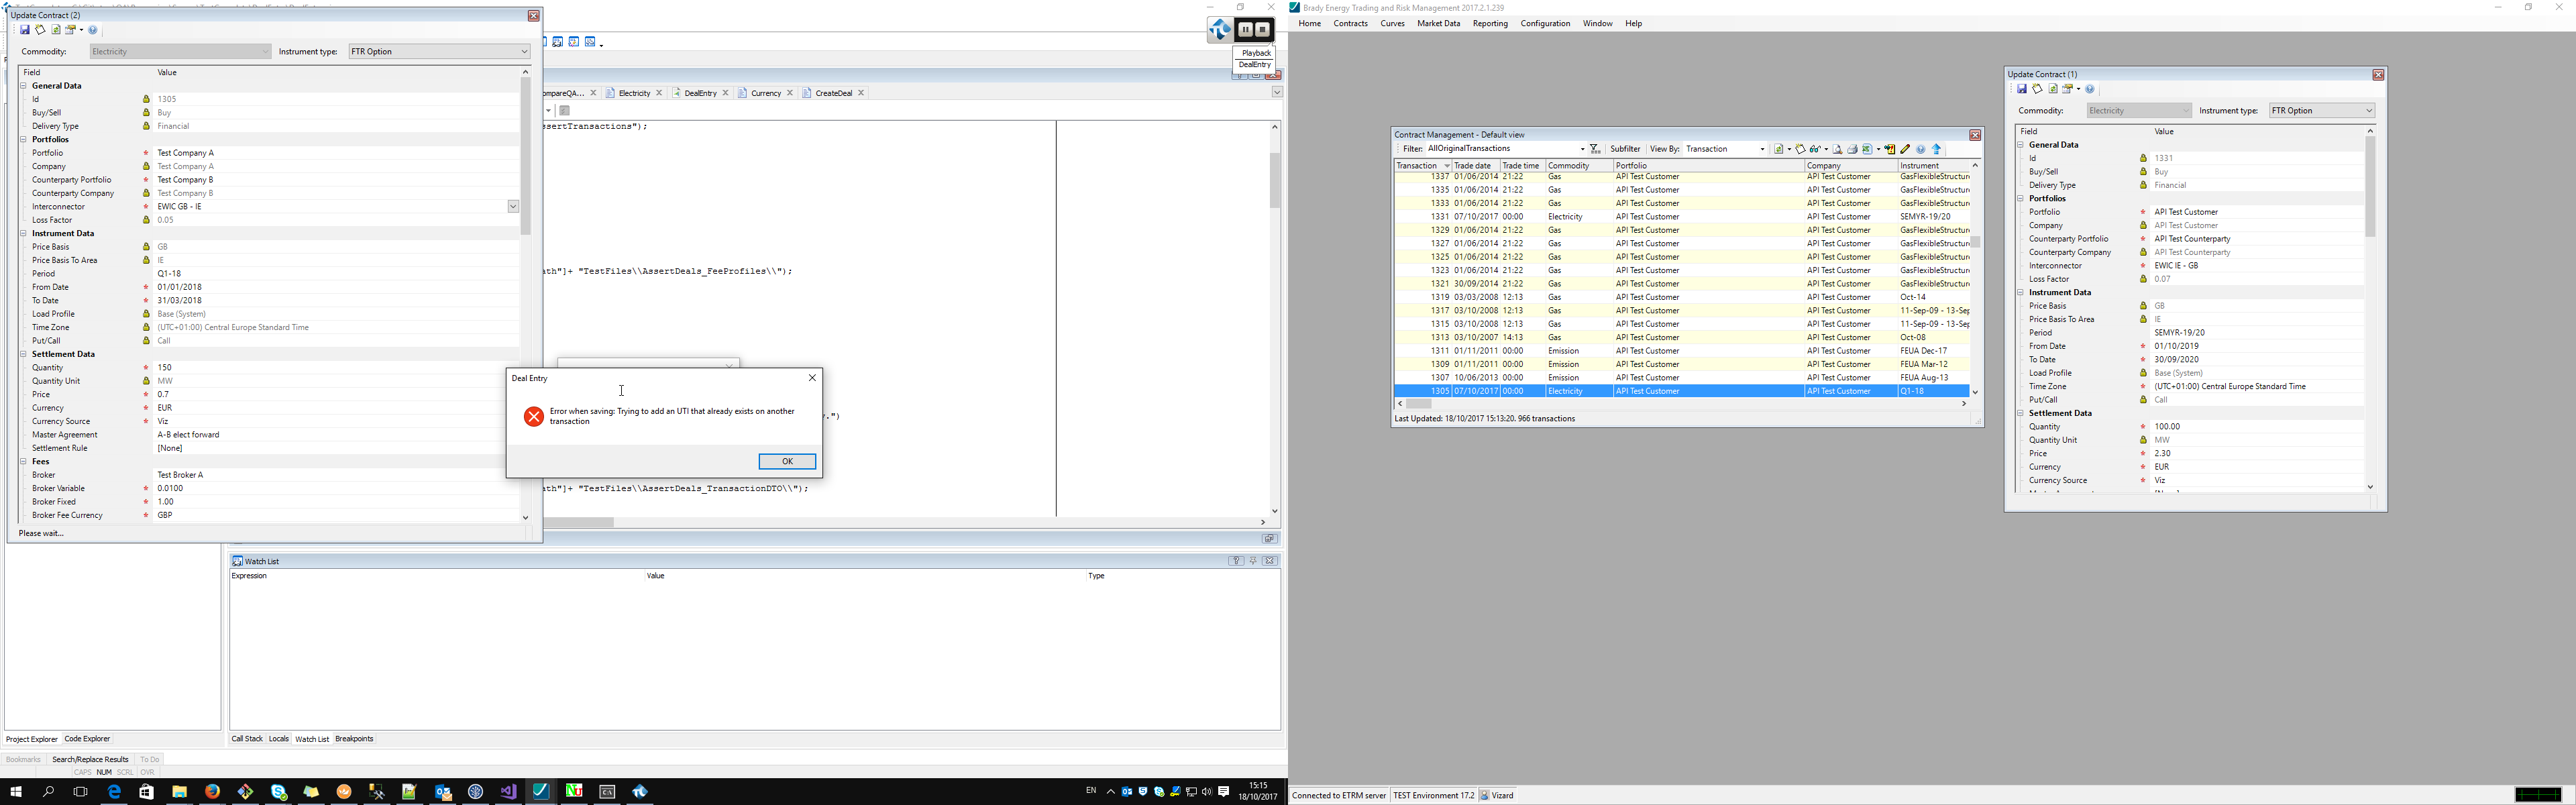 Update Contract (2)
Commodity: Electricity Instrument type: FTR Option
Field Value
General Data
Id 1305
Buy/Sell Buy
Delivery Type Financial
Portfolios
Portfolio * Test Company A
Company Test Company A
Counterparty Portfolio * Test Company B
Counterparty Company Test Company B
Interconnector * EWIC GB - IE
Loss Factor 0.05
Instrument Data
Price Basis GB
Price Basis To Area IE
Period Q1-18
From Date * 01/01/2018
To Date * 31/03/2018
Load Profile Base (System)
Time Zone (UTC+01:00) Central Europe Standard Time
Put/Call Call
Settlement Data
Quantity * 150
Quantity Unit MW
Price * 0.7
Currency * EUR
Currency Source * Viz
Master Agreement A-B elect forward
Settlement Rule [None]
Fees
Broker Test Broker A
Broker Variable * 0.0100
Broker Fixed * 1.00
Broker Fee Currency * GBP
Please wait...
Playback
DealEntry
ompareQA... Electricity DealEntry Currency CreateDeal
ssertTransactions");
ath"]+ "TestFiles\\AssertDeals_FeeProfiles\\");
y.")
ath"]+ "TestFiles\\AssertDeals_TransactionDTO\\");
Deal Entry
Error when saving: Trying to add an UTI that already exists on another
transaction
OK
Watch List
Expression Value Type
Project Explorer Code Explorer
Call Stack Locals Watch List Breakpoints
Bookmarks Search/Replace Results To Do
CAPS NUM SCRL OVR
EN
15:15
18/10/2017
Brady Energy Trading and Risk Management 2017.2.1.239
Home Contracts Curves Market Data Reporting Configuration Window Help
Contract Management - Default view
Filter: AllOriginalTransactions Subfilter View By: Transaction
Transaction Trade date Trade time Commodity Portfolio Company Instrument
1337 01/06/2014 21:22 Gas API Test Customer API Test Customer GasFlexibleStructure
1335 01/06/2014 21:22 Gas API Test Customer API Test Customer GasFlexibleStructure
1333 01/06/2014 21:22 Gas API Test Customer API Test Customer GasFlexibleStructure
1331 07/10/2017 00:00 Electricity API Test Customer API Test Customer SEMYR-19/20
1329 01/06/2014 21:22 Gas API Test Customer API Test Customer GasFlexibleStructure
1327 01/06/2014 21:22 Gas API Test Customer API Test Customer GasFlexibleStructure
1325 01/06/2014 21:22 Gas API Test Customer API Test Customer GasFlexibleStructure
1323 01/06/2014 21:22 Gas API Test Customer API Test Customer GasFlexibleStructure
1321 30/09/2014 21:22 Gas API Test Customer API Test Customer GasFlexibleStructure
1319 03/03/2008 12:13 Gas API Test Customer API Test Customer Oct-14
1317 03/10/2008 12:13 Gas API Test Customer API Test Customer 11-Sep-09 - 13-Sep
1315 03/10/2008 12:13 Gas API Test Customer API Test Customer 11-Sep-09 - 13-Sep
1313 03/10/2007 14:13 Gas API Test Customer API Test Customer Oct-08
1311 01/11/2011 00:00 Emission API Test Customer API Test Customer FEUA Dec-17
1309 01/11/2011 00:00 Emission API Test Customer API Test Customer FEUA Mar-12
1307 10/06/2013 00:00 Emission API Test Customer API Test Customer FEUA Aug-13
1305 07/10/2017 00:00 Electricity API Test Customer API Test Customer Q1-18
Last Updated: 18/10/2017 15:13:20. 966 transactions
Update Contract (1)
Commodity: Electricity Instrument type: FTR Option
Field Value
General Data
Id 1331
Buy/Sell Buy
Delivery Type Financial
Portfolios
Portfolio * API Test Customer
Company API Test Customer
Counterparty Portfolio * API Test Counterparty
Counterparty Company API Test Counterparty
Interconnector * EWIC IE - GB
Loss Factor 0.07
Instrument Data
Price Basis GB
Price Basis To Area IE
Period SEMYR-19/20
From Date * 01/10/2019
To Date * 30/09/2020
Load Profile Base (System)
Time Zone * (UTC+01:00) Central Europe Standard Time
Put/Call Call
Settlement Data
Quantity * 100.00
Quantity Unit MW
Price * 2.30
Currency * EUR
Currency Source * Viz
Connected to ETRM server TEST Environment 17.2 Vizard